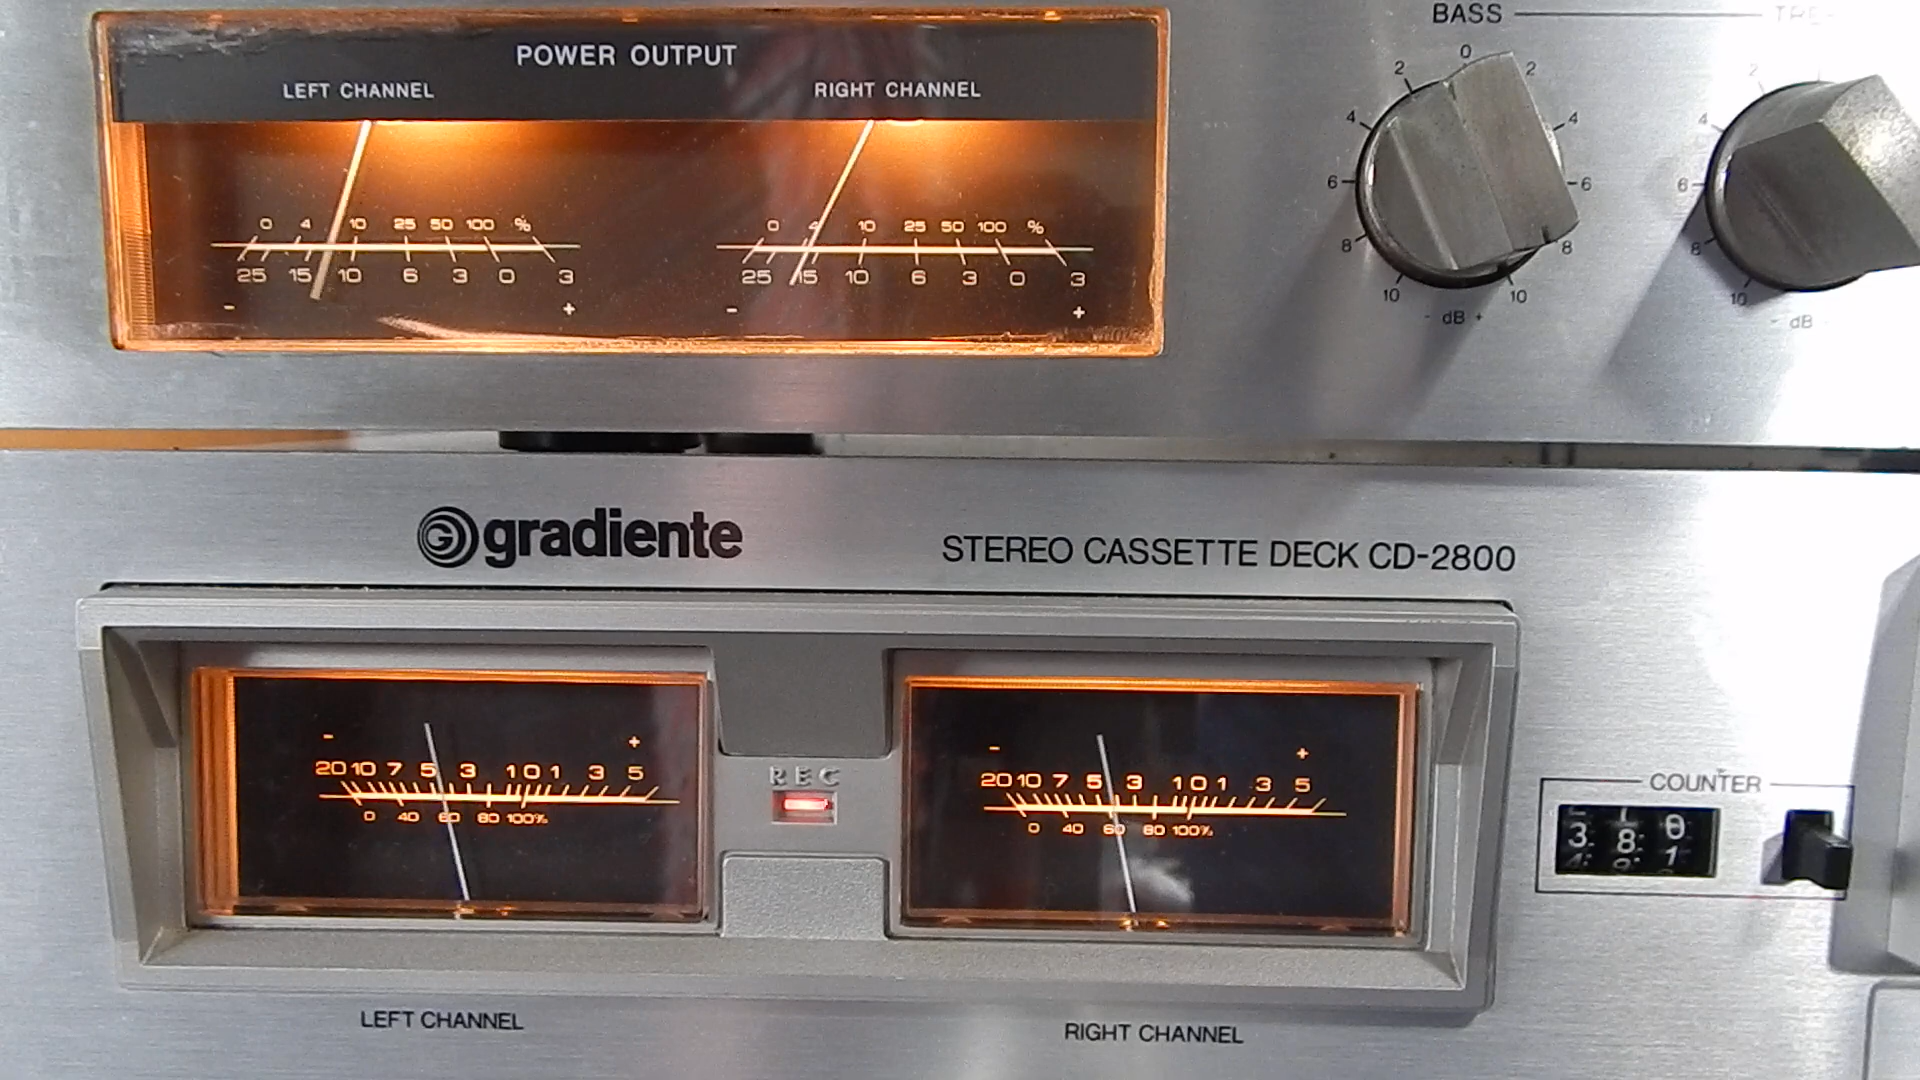 POWER OUTPUT
LEFT CHANNEL
RIGHT CHANNEL
0 4 10 25 50 100 %
25 15 10 6 3 0 3
- +
0 4 10 25 50 100 %
25 15 10 6 3 0 3
- +
BASS
0
2 2
4 4
6 6
8 8
10 10
- dB +
TRE
2
4
6
8
10
- dB
gradiente
STEREO CASSETTE DECK CD-2800
- +
20 10 7 5 3 1 0 1 3 5
0 40 60 80 100%
REC
- +
20 10 7 5 3 1 0 1 3 5
0 40 60 80 100%
COUNTER
3 8
LEFT CHANNEL
RIGHT CHANNEL